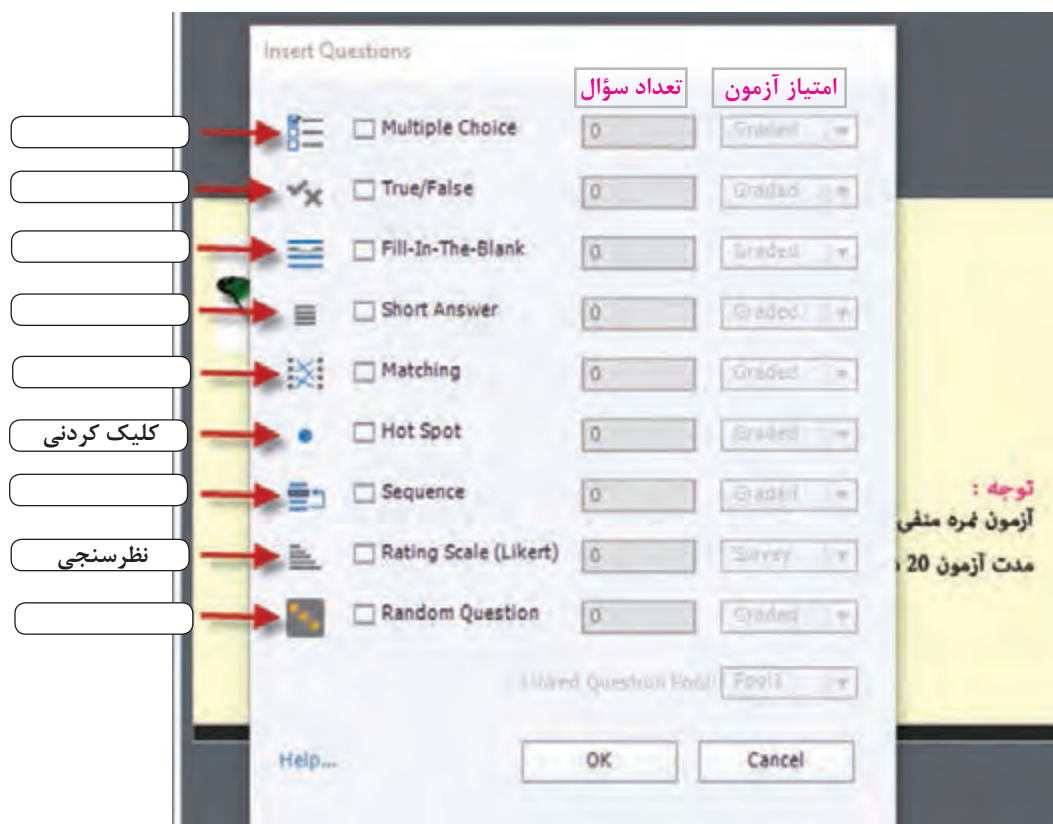 Insert Questions
تعداد سؤال امتیاز آزمون
Multiple Choice 0 Graded
True/False 0 Graded
Fill-In-The-Blank 0 Graded
Short Answer 0 Graded
Matching 0 Graded
کلیک کردنی Hot Spot 0 Graded
Sequence 0 Graded
توجه :
آزمون نمره منفی
نظرسنجی Rating Scale (Likert) 0 Survey
مدت آزمون 20
Random Question 0 Graded
Linked Question Pool: Pool1
Help... OK Cancel